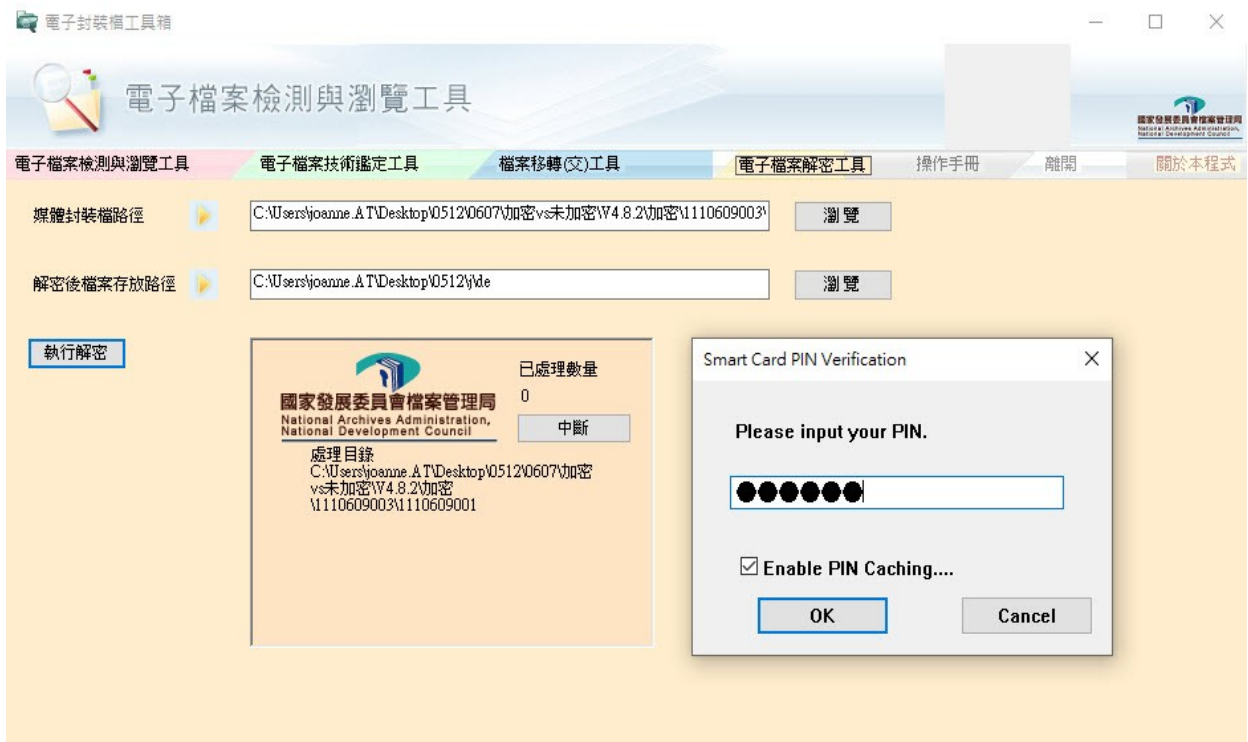 電子封裝檔工具箱
電子檔案檢測與瀏覽工具
國家發展委員會檔案管理局
National Archives Administration,
National Development Council
電子檔案檢測與瀏覽工具 電子檔案技術鑑定工具 檔案移轉(交)工具 電子檔案解密工具 操作手冊 離開 關於本程式
媒體封裝檔路徑 C:\Users\joanne.AT\Desktop\0512\0607\加密vs未加密\V4.8.2\加密\1110609003\ 瀏覽
解密後檔案存放路徑 C:\Users\joanne.AT\Desktop\0512\j\de 瀏覽
執行解密
國家發展委員會檔案管理局
National Archives Administration,
National Development Council
已處理數量
0
中斷
處理目錄
C:\Users\joanne.AT\Desktop\0512\0607\加密
vs未加密\V4.8.2\加密
\1110609003\1110609001
Smart Card PIN Verification
Please input your PIN.
●●●●●●
Enable PIN Caching....
OK Cancel